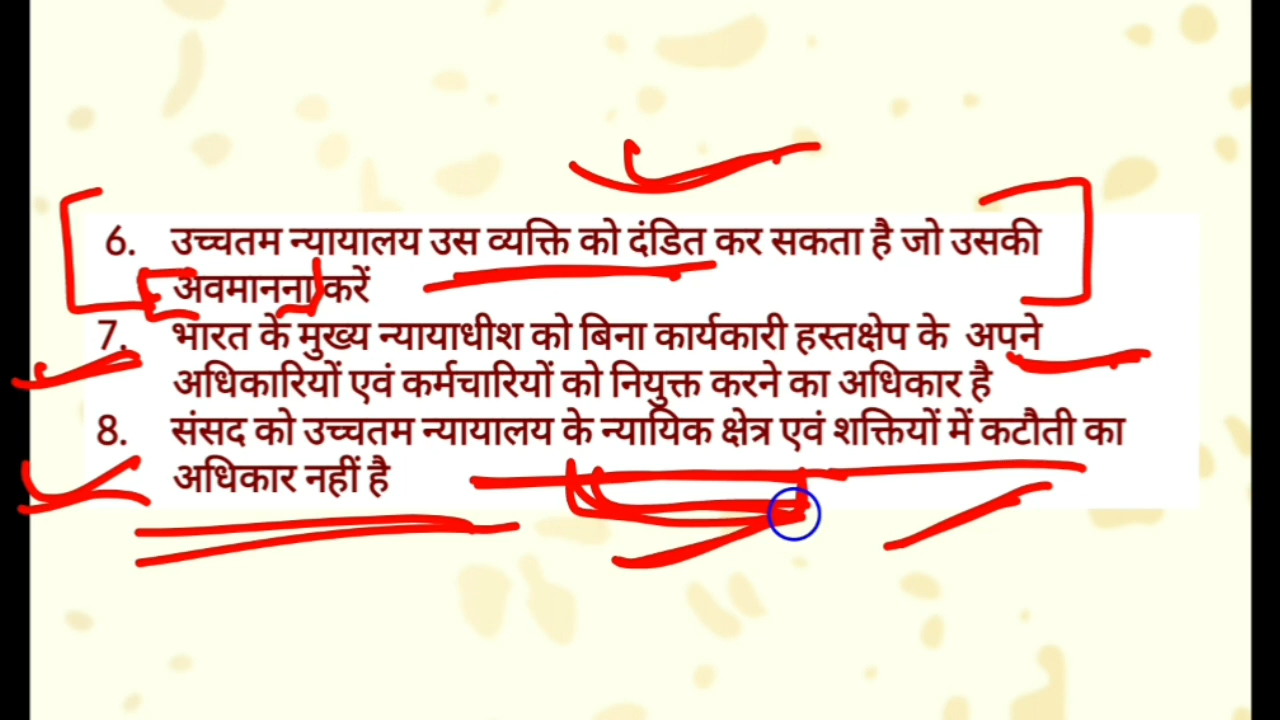 6. उच्चतम न्यायालय उस व्यक्ति को दंडित कर सकता है जो उसकी
अवमानना करें
7. भारत के मुख्य न्यायाधीश को बिना कार्यकारी हस्तक्षेप के अपने
अधिकारियों एवं कर्मचारियों को नियुक्त करने का अधिकार है
8. संसद को उच्चतम न्यायालय के न्यायिक क्षेत्र एवं शक्तियों में कटौती का
अधिकार नहीं है